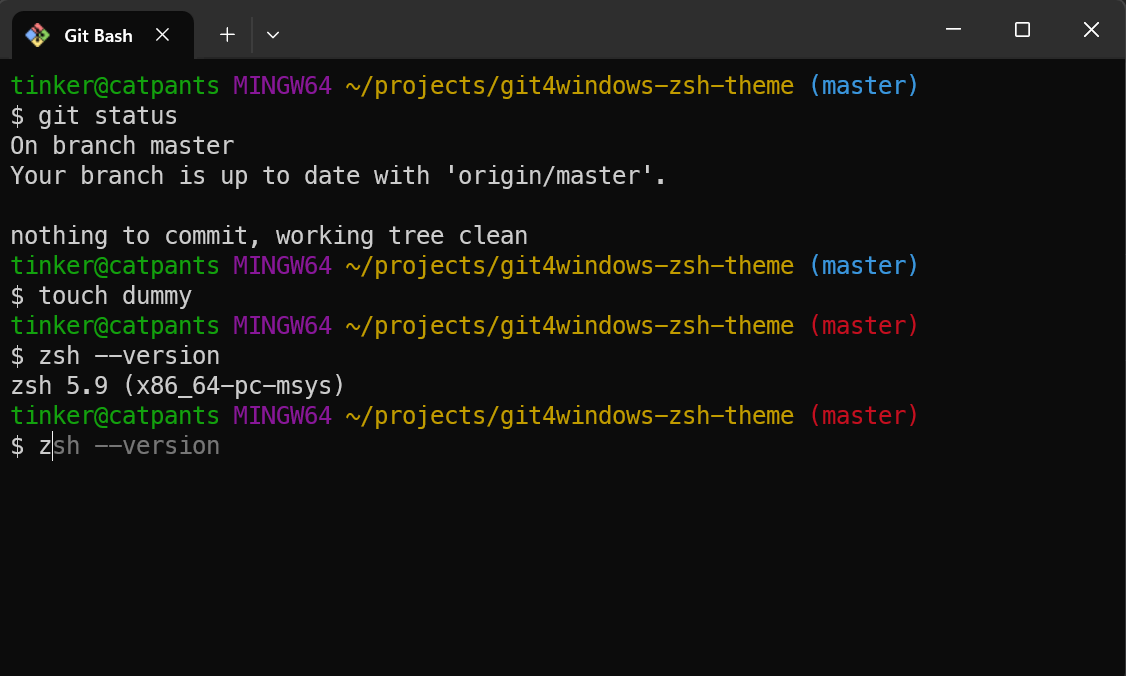 Git Bash
tinker@catpants MINGW64 ~/projects/git4windows-zsh-theme (master)
$ git status
On branch master
Your branch is up to date with 'origin/master'.
nothing to commit, working tree clean
tinker@catpants MINGW64 ~/projects/git4windows-zsh-theme (master)
$ touch dummy
tinker@catpants MINGW64 ~/projects/git4windows-zsh-theme (master)
$ zsh --version
zsh 5.9 (x86_64-pc-msys)
tinker@catpants MINGW64 ~/projects/git4windows-zsh-theme (master)
$ zsh --version